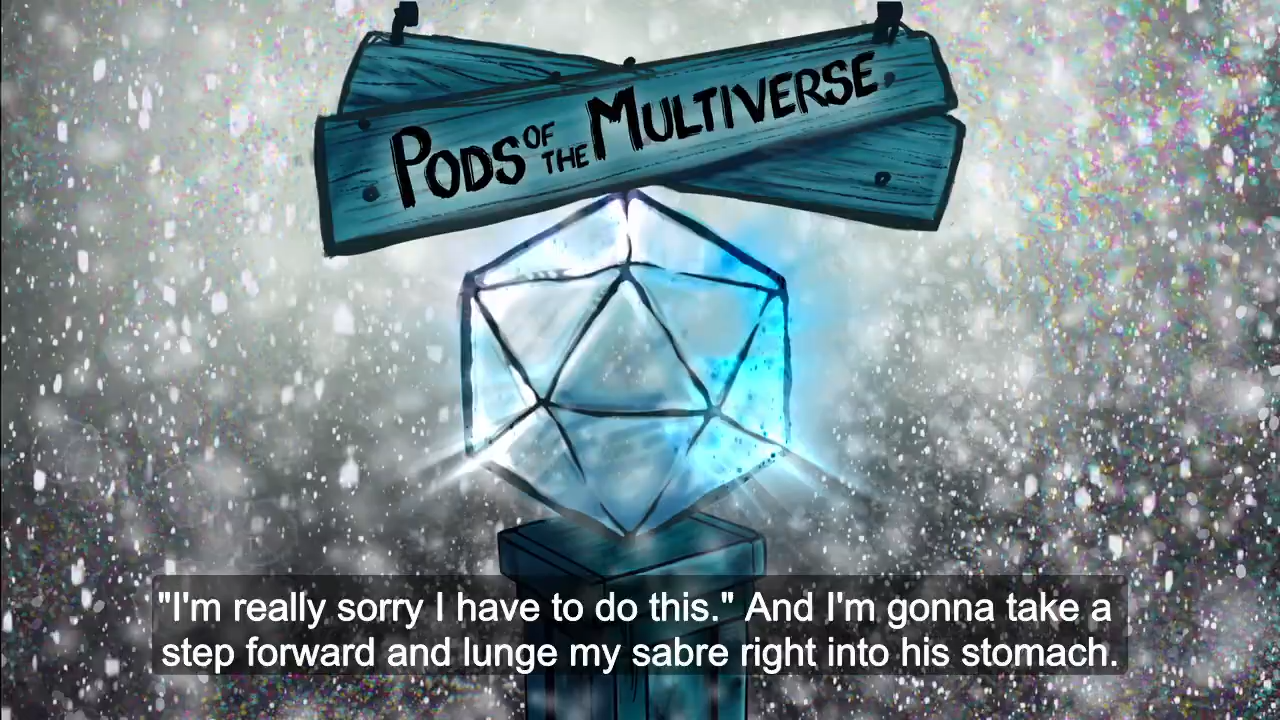 PODS OF THE MULTIVERSE
"I'm really sorry I have to do this." And I'm gonna take a
step forward and lunge my sabre right into his stomach.